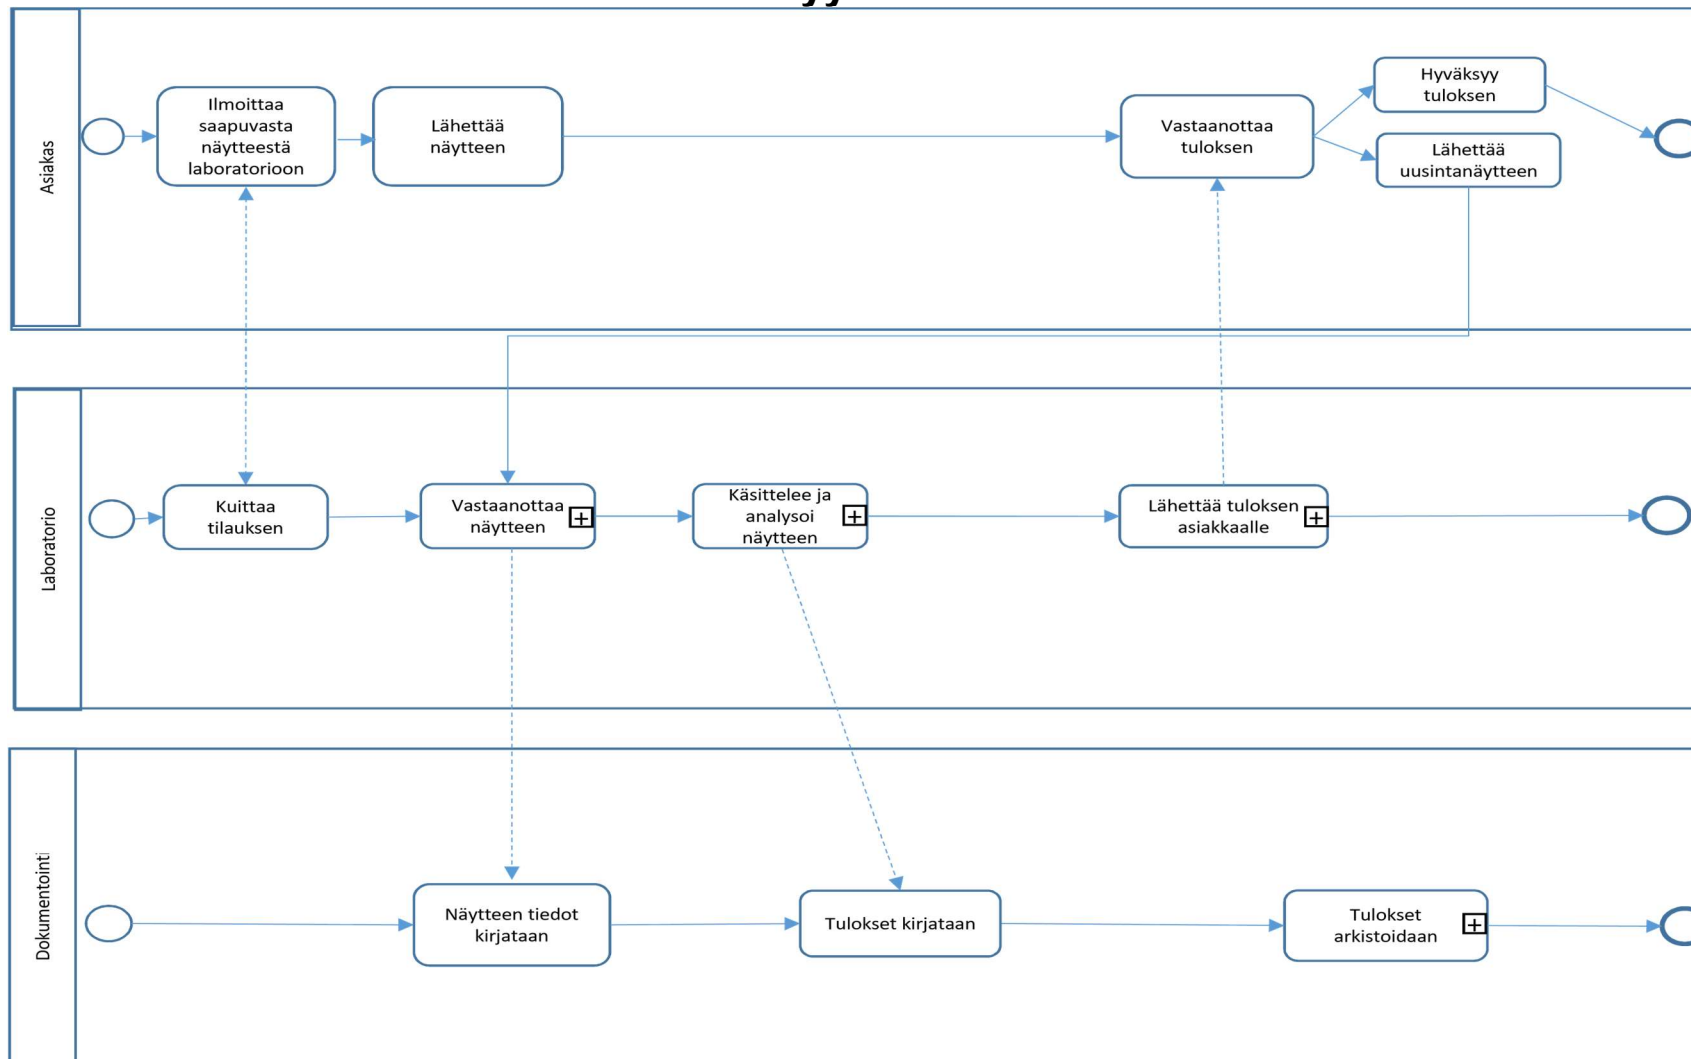 Asiakas
Ilmoittaa
saapuvasta
näytteestä
laboratorioon
Lähettää
näytteen
Vastaanottaa
tuloksen
Hyväksyy
tuloksen
Lähettää
uusintanäytteen
Laboratorio
Kuittaa
tilauksen
Vastaanottaa
näytteen
Käsittelee ja
analysoi
näytteen
Lähettää tuloksen
asiakkaalle
Dokumentointi
Näytteen tiedot
kirjataan
Tulokset kirjataan
Tulokset
arkistoidaan